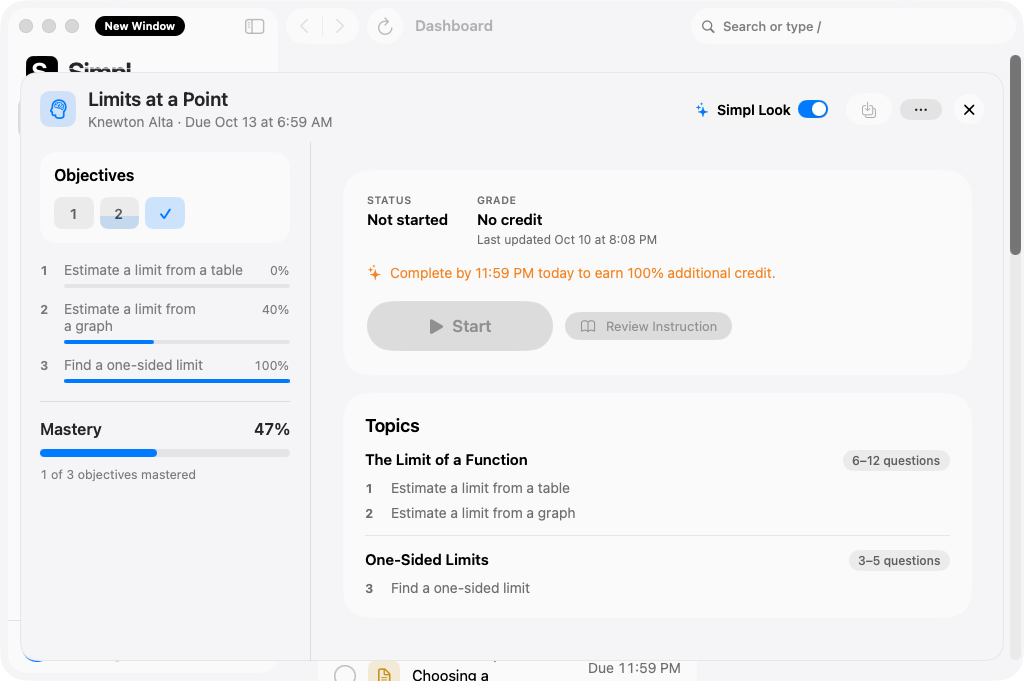 New Window
Dashboard
Search or type /
Simpl
Limits at a Point
Knewton Alta · Due Oct 13 at 6:59 AM
Simpl Look
Objectives
1
2
1 Estimate a limit from a table 0%
2 Estimate a limit from 40%
a graph
3 Find a one-sided limit 100%
Mastery 47%
1 of 3 objectives mastered
STATUS GRADE
Not started No credit
Last updated Oct 10 at 8:08 PM
Complete by 11:59 PM today to earn 100% additional credit.
Start
Review Instruction
Topics
The Limit of a Function 6–12 questions
1 Estimate a limit from a table
2 Estimate a limit from a graph
One-Sided Limits 3–5 questions
3 Find a one-sided limit
Choosing a
Due 11:59 PM